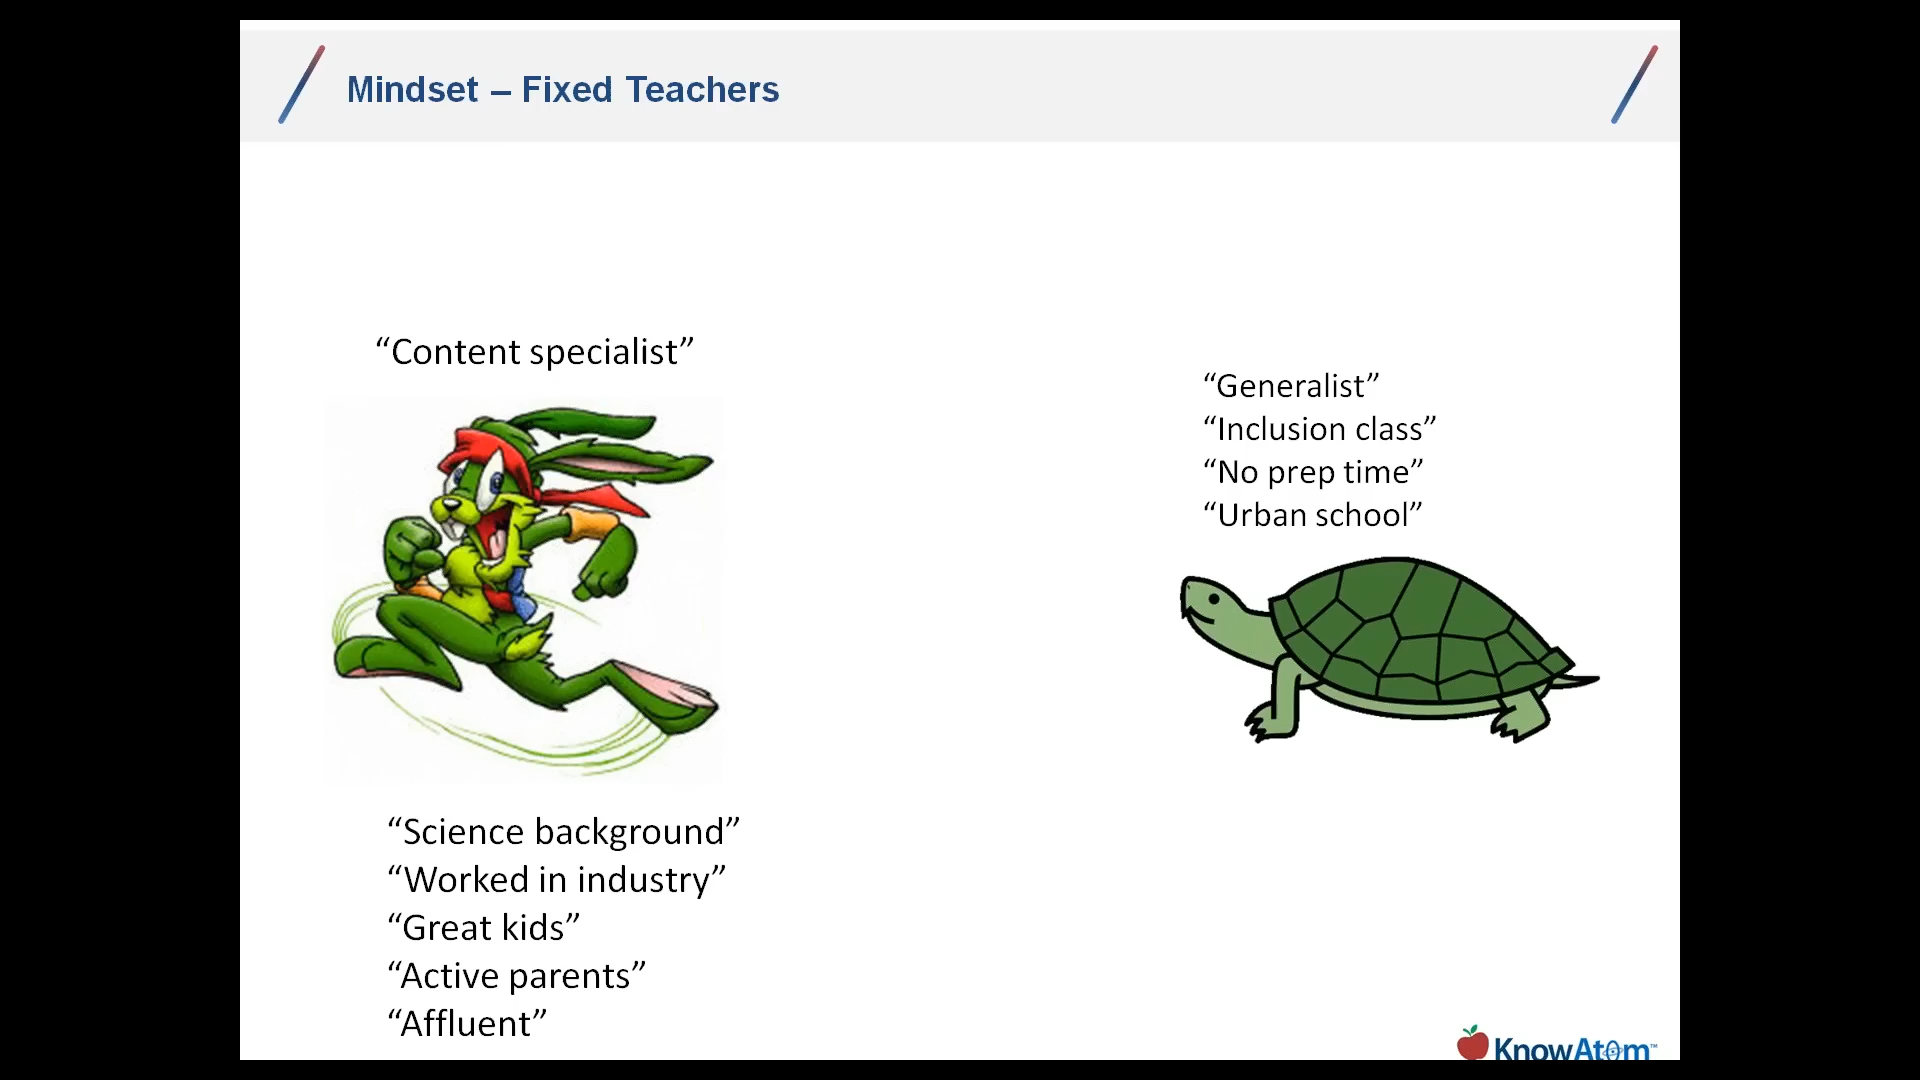 Mindset – Fixed Teachers
“Content specialist”
“Science background”
“Worked in industry”
“Great kids”
“Active parents”
“Affluent”
“Generalist”
“Inclusion class”
“No prep time”
“Urban school”
KnowAtom™